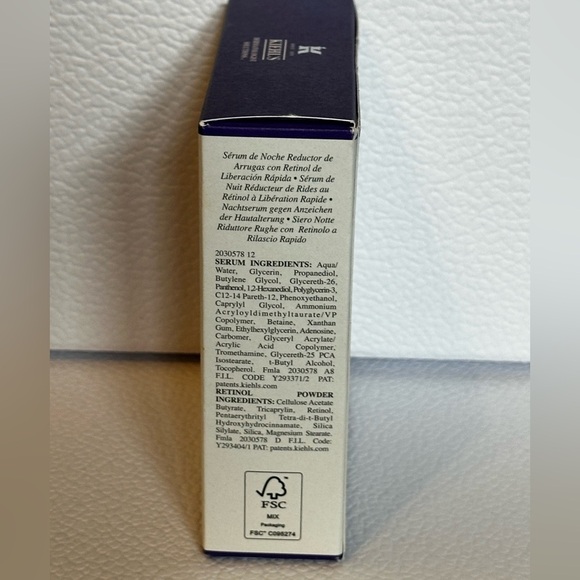 KIEHL'S
Sérum de Noche Reductor de
Arrugas con Retinol de
Liberación Rápida • Sérum de
Nuit Réducteur de Rides au
Rétinol à Libération Rapide •
Nachtserum gegen Anzeichen
der Hautalterung • Siero Notte
Riduttore Rughe con Retinolo a
Rilascio Rapido
2030578 12
SERUM INGREDIENTS: Aqua/
Water, Glycerin, Propanediol,
Butylene Glycol, Glycereth-26,
Panthenol, 1,2-Hexanediol, Polyglycerin-3,
C12-14 Pareth-12, Phenoxyethanol,
Caprylyl Glycol, Ammonium
Acryloyldimethyltaurate/VP
Copolymer, Betaine, Xanthan
Gum, Ethylhexylglycerin, Adenosine,
Carbomer, Glyceryl Acrylate/
Acrylic Acid Copolymer,
Tromethamine, Glycereth-25 PCA
Isostearate, t-Butyl Alcohol,
Tocopherol, Fmla 2030578 A8
F.I.L. CODE Y293371/2 PAT:
patents.kiehls.com
RETINOL POWDER
INGREDIENTS: Cellulose Acetate
Butyrate, Tricaprylin, Retinol,
Pentaerythrityl Tetra-di-t-Butyl
Hydroxyhydrocinnamate, Silica
Silylate, Silica, Magnesium Stearate.
Fmla 2030578 D F.I.L. Code:
Y293404/1 PAT: patents.kiehls.com
FSC
MIX
Packaging
FSC™ C095274